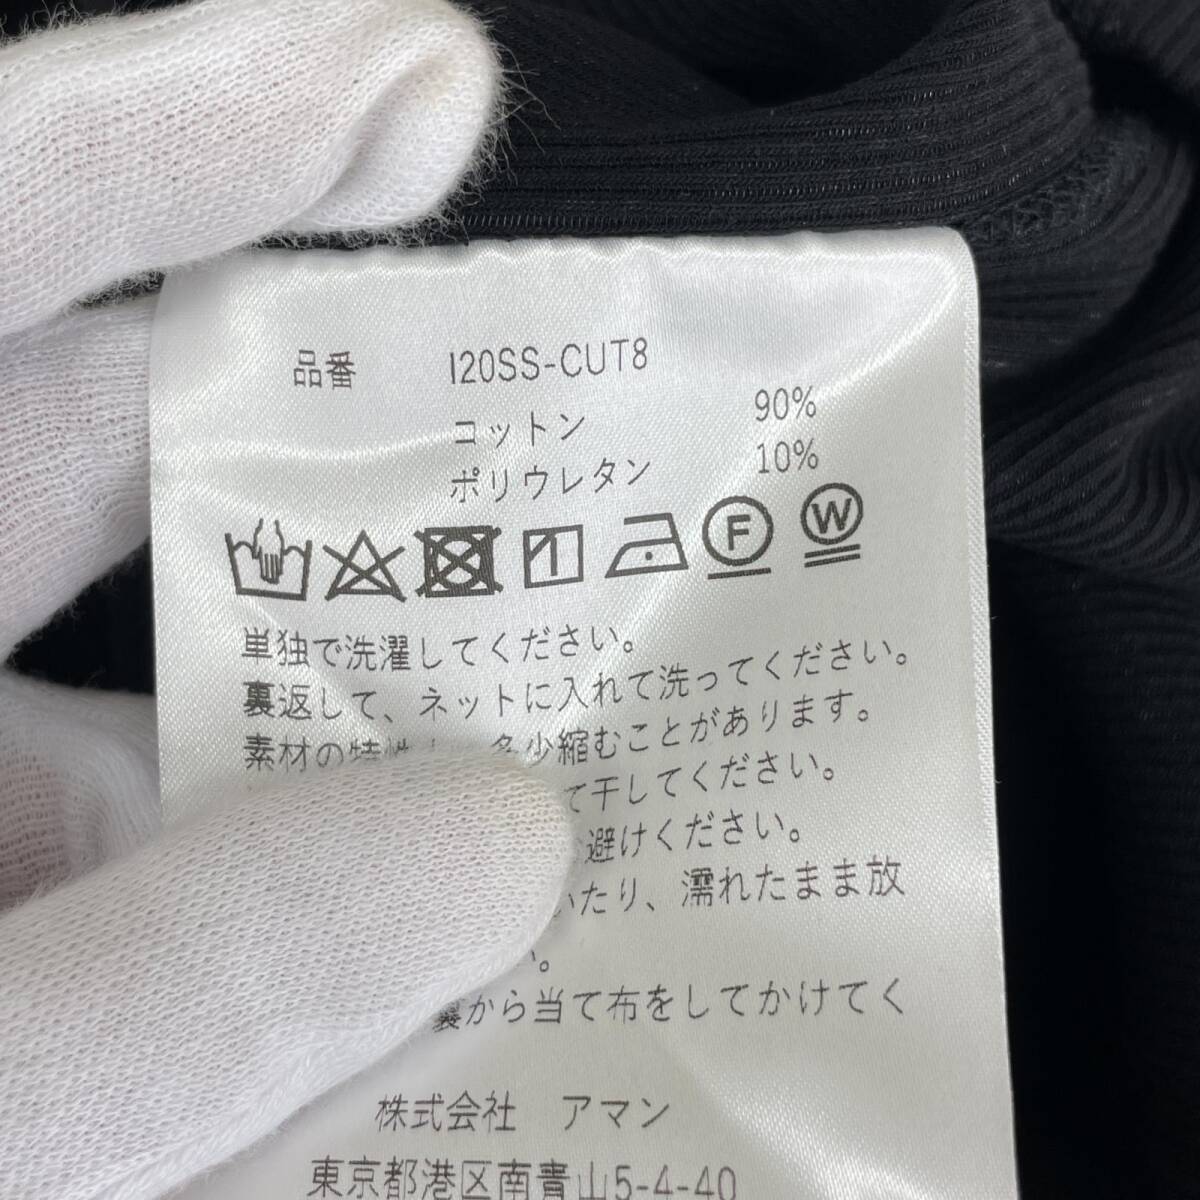 品番 I20SS-CUT8
コットン 90%
ポリウレタン 10%
F W
単独で洗濯してください。
裏返して、ネットに入れて洗ってください。
素材の特性上、多少縮むことがあります。
て干してください。
避けください。
いたり、濡れたまま放
い。
裏から当て布をしてかけてく
株式会社 アマン
東京都港区南青山5-4-40